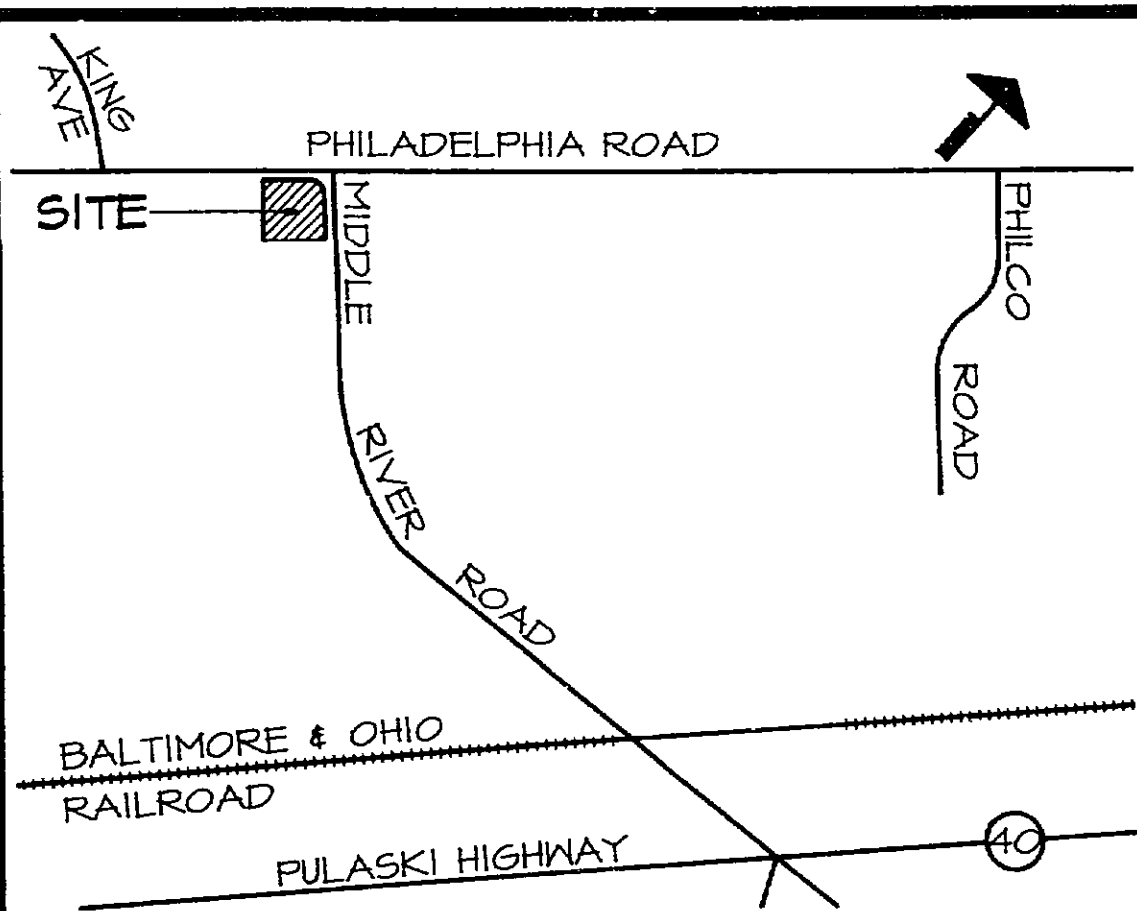 KING
AVE
PHILADELPHIA ROAD
SITE
MIDDLE
PHILCO
ROAD
RIVER
ROAD
BALTIMORE & OHIO
RAILROAD
PULASKI HIGHWAY
40